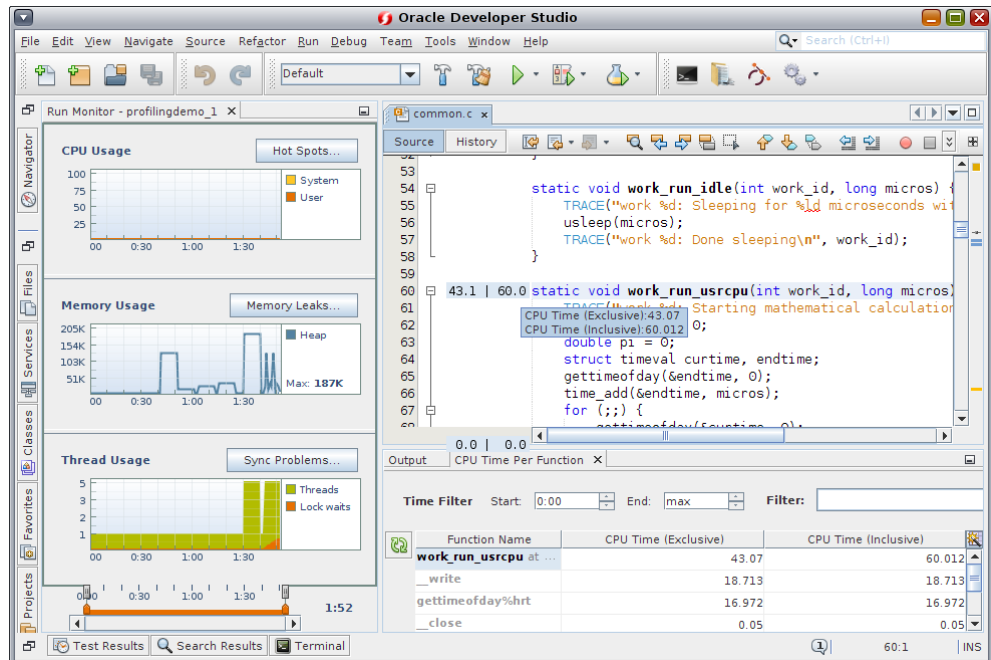 Oracle Developer Studio
File Edit View Navigate Source Refactor Run Debug Team Tools Window Help
Search (Ctrl+I)
Default
Run Monitor - profilingdemo_1
Navigator
Files
Services
Classes
Favorites
Projects
CPU Usage
Hot Spots...
100
75
50
25
00 0:30 1:00 1:30
System
User
Memory Usage
Memory Leaks...
205K
154K
103K
51K
00 0:30 1:00 1:30
Heap
Max: 187K
Thread Usage
Sync Problems...
5
3
2
1
00 0:30 1:00 1:30
Threads
Lock waits
0:00 0:30 1:00 1:30
1:52
common.c
Source History
52 }
53
54 static void work_run_idle(int work_id, long micros) {
55 TRACE("work %d: Sleeping for %ld microseconds wit
56 usleep(micros);
57 TRACE("work %d: Done sleeping\n", work_id);
58 }
59
60 43.1 | 60.0 static void work_run_usrcpu(int work_id, long micros)
61 TRACE("work %d: Starting mathematical calculation
CPU Time (Exclusive):43.07
CPU Time (Inclusive):60.012
62 0;
63 double pi = 0;
64 struct timeval curtime, endtime;
65 gettimeofday(&endtime, 0);
66 time_add(&endtime, micros);
67 for (;;) {
68 gettimeofday(&curtime, 0);
0.0 | 0.0
Output CPU Time Per Function
Time Filter Start: 0:00 End: max Filter:
Function Name CPU Time (Exclusive) CPU Time (Inclusive)
work_run_usrcpu at ... 43.07 60.012
__write 18.713 18.713
gettimeofday%hrt 16.972 16.972
__close 0.05 0.05
Test Results Search Results Terminal
1 60:1 INS